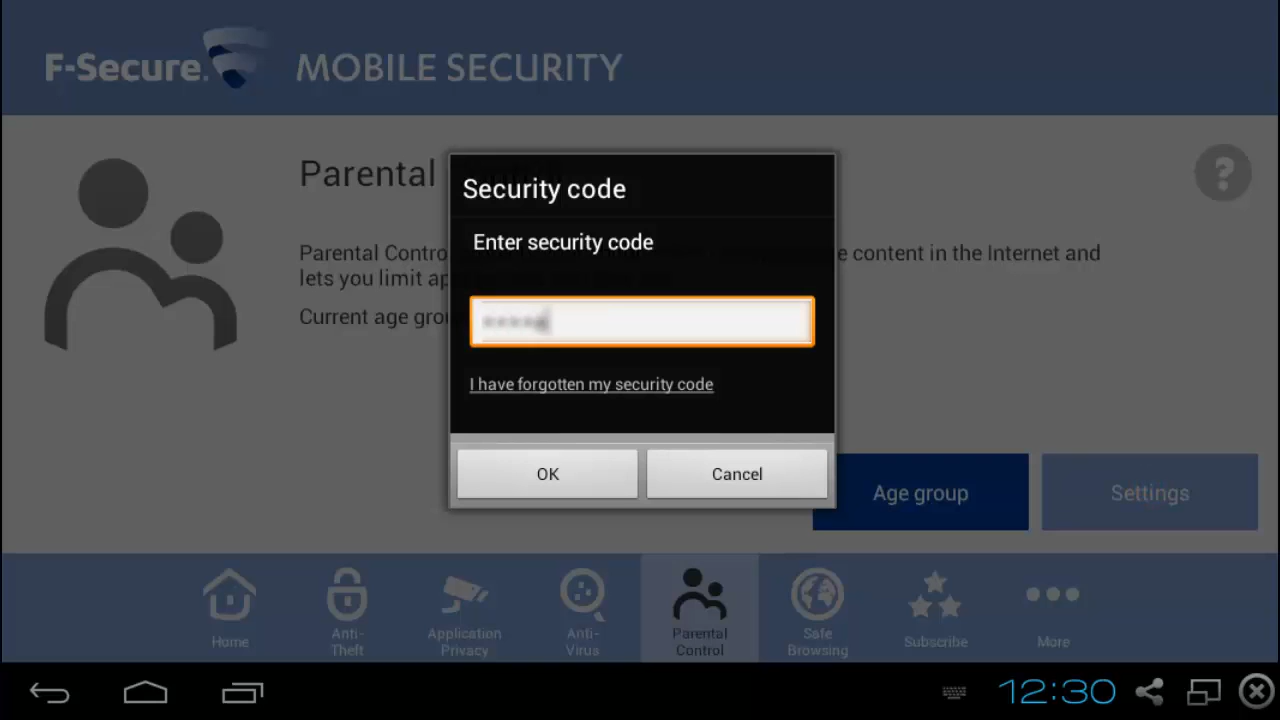 F-Secure. MOBILE SECURITY
Parental
Security code
Enter security code
Parental Contro
e content in the Internet and
lets you limit ap
Current age grou
I have forgotten my security code
OK
Cancel
Age group
Settings
Home
Anti-
Theft
Application
Privacy
Anti-
Virus
Parental
Control
Safe
Browsing
Subscribe
More
12:30